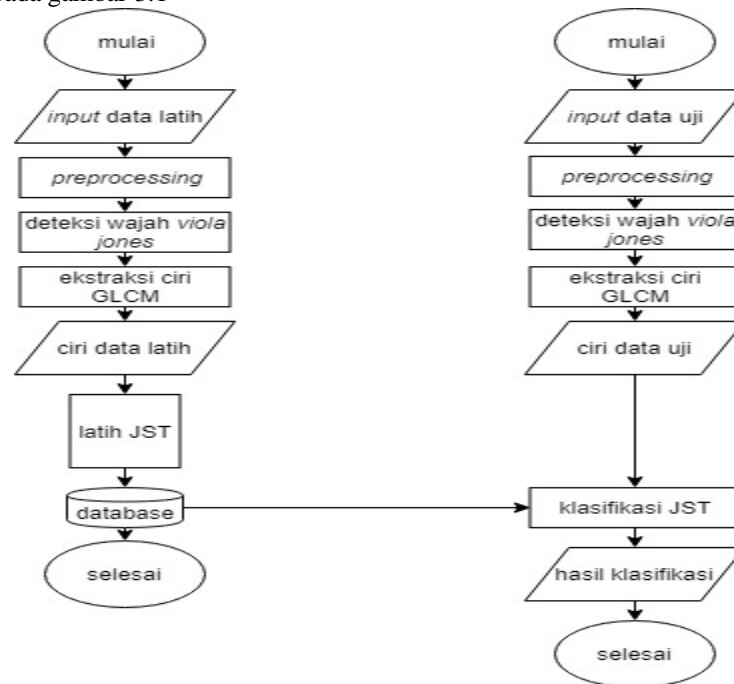 pada gambar 3.1
mulai
input data latih
preprocessing
deteksi wajah viola
jones
ekstraksi ciri
GLCM
ciri data latih
latih JST
database
selesai
mulai
input data uji
preprocessing
deteksi wajah viola
jones
ekstraksi ciri
GLCM
ciri data uji
klasifikasi JST
hasil klasifikasi
selesai